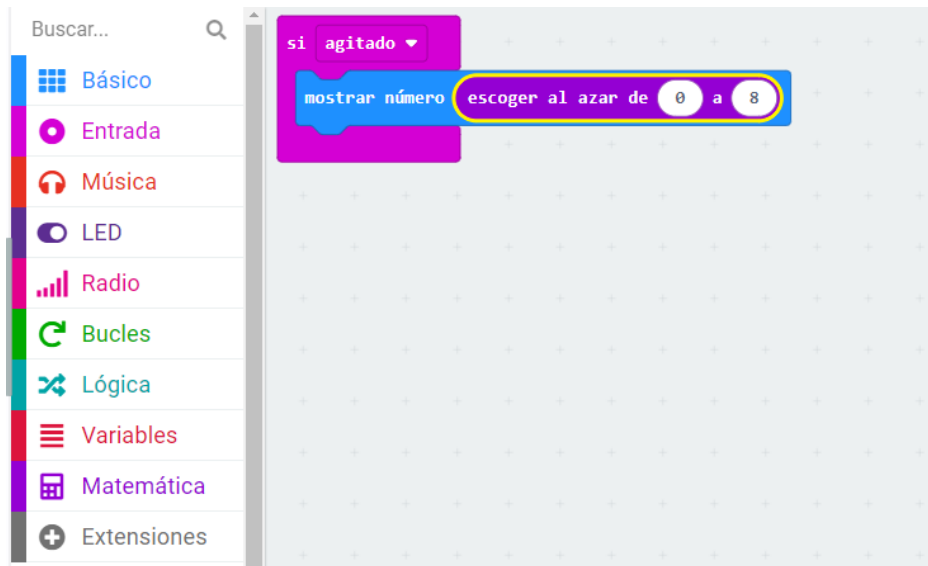 Buscar...
Básico
Entrada
Música
LED
Radio
Bucles
Lógica
Variables
Matemática
Extensiones
si agitado
mostrar número escoger al azar de 0 a 8